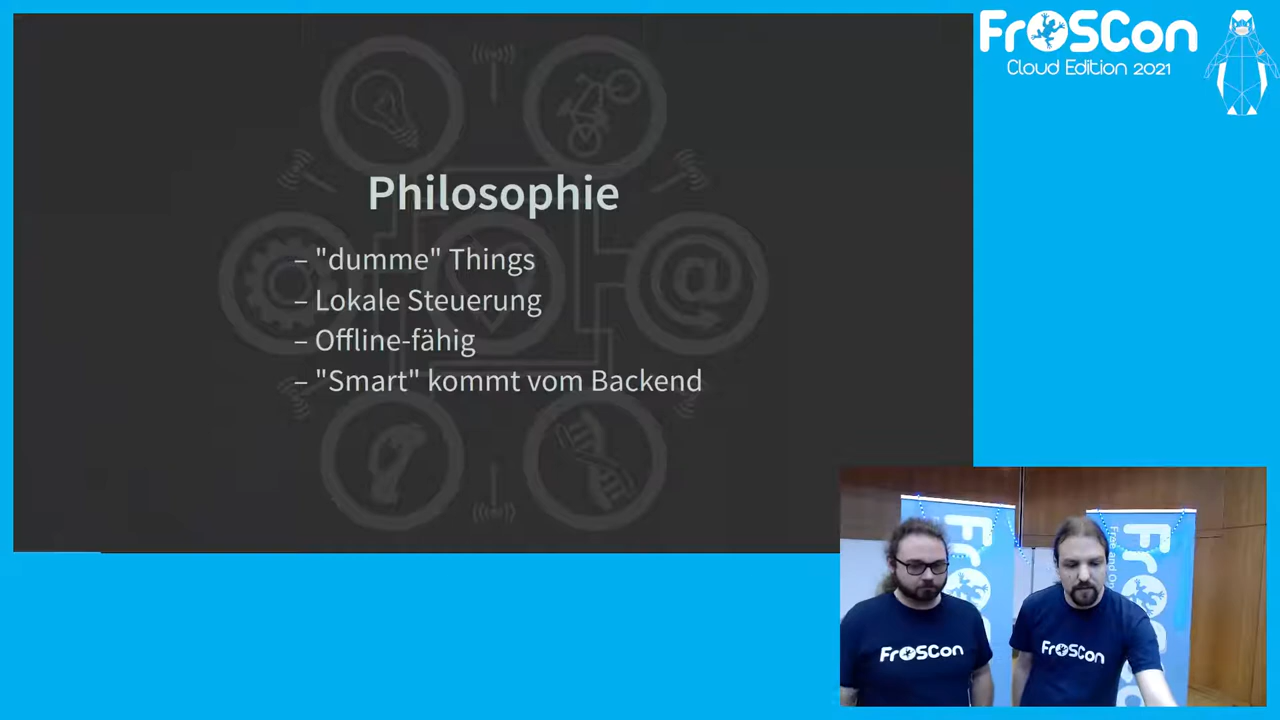 FrOSCon
Cloud Edition 2021
Philosophie
– "dumme" Things
– Lokale Steuerung
– Offline-fähig
– "Smart" kommt vom Backend
@
FrOSCon
FrOSCon